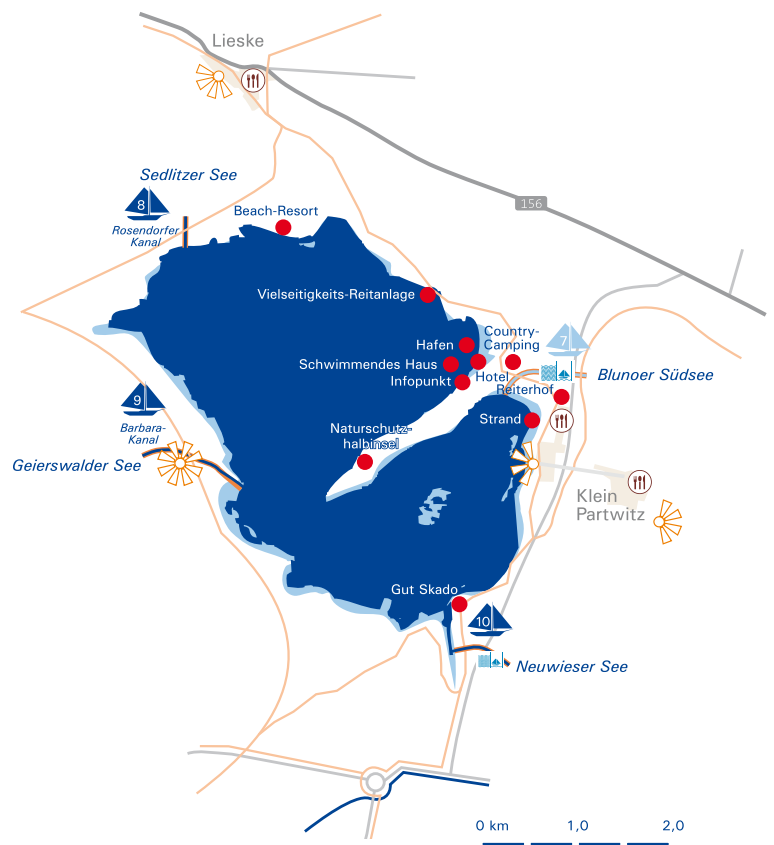 Lieske
Sedlitzer See
8
Rosendorfer
Kanal
Beach-Resort
156
Vielseitigkeits-Reitanlage
Hafen
Country-
Camping
7
Schwimmendes Haus
Infopunkt
Hotel
Reiterhof
Blunoer Südsee
9
Barbara-
Kanal
Geierswalder See
Naturschutz-
halbinsel
Strand
Klein
Partwitz
Gut Skado
10
Neuwieser See
0 km 1,0 2,0